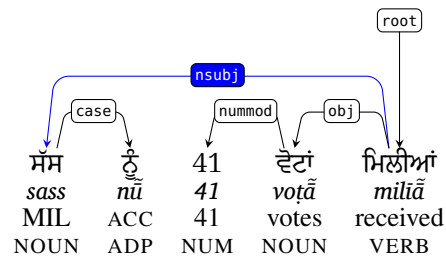 root
nsubj
case nummod obj
ਸੱਸ ਨੂੰ 41 ਵੋਟਾਂ ਮਿਲੀਆਂ
sass nū̃ 41 voṭā̃ miliā̃
MIL ACC 41 votes received
NOUN ADP NUM NOUN VERB